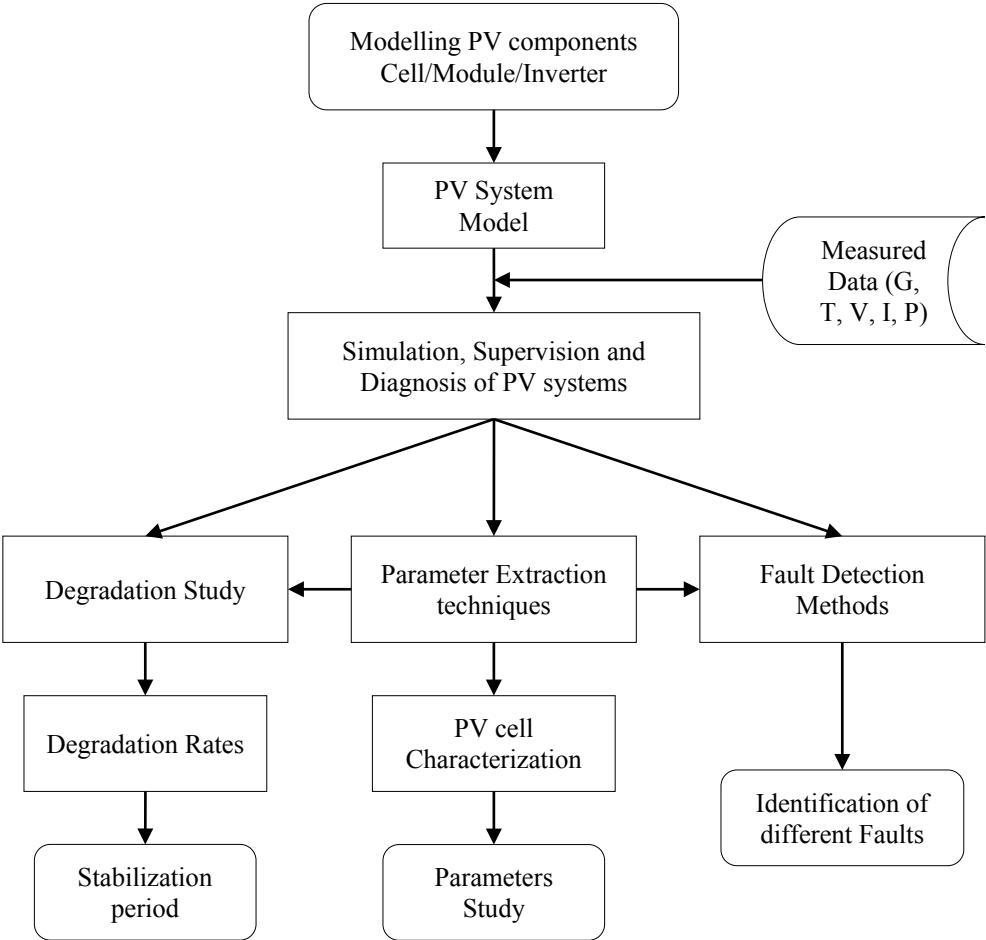 Modelling PV components
Cell/Module/Inverter
PV System
Model
Measured
Data (G,
T, V, I, P)
Simulation, Supervision and
Diagnosis of PV systems
Degradation Study
Parameter Extraction
techniques
Fault Detection
Methods
Degradation Rates
PV cell
Characterization
Identification of
different Faults
Stabilization
period
Parameters
Study